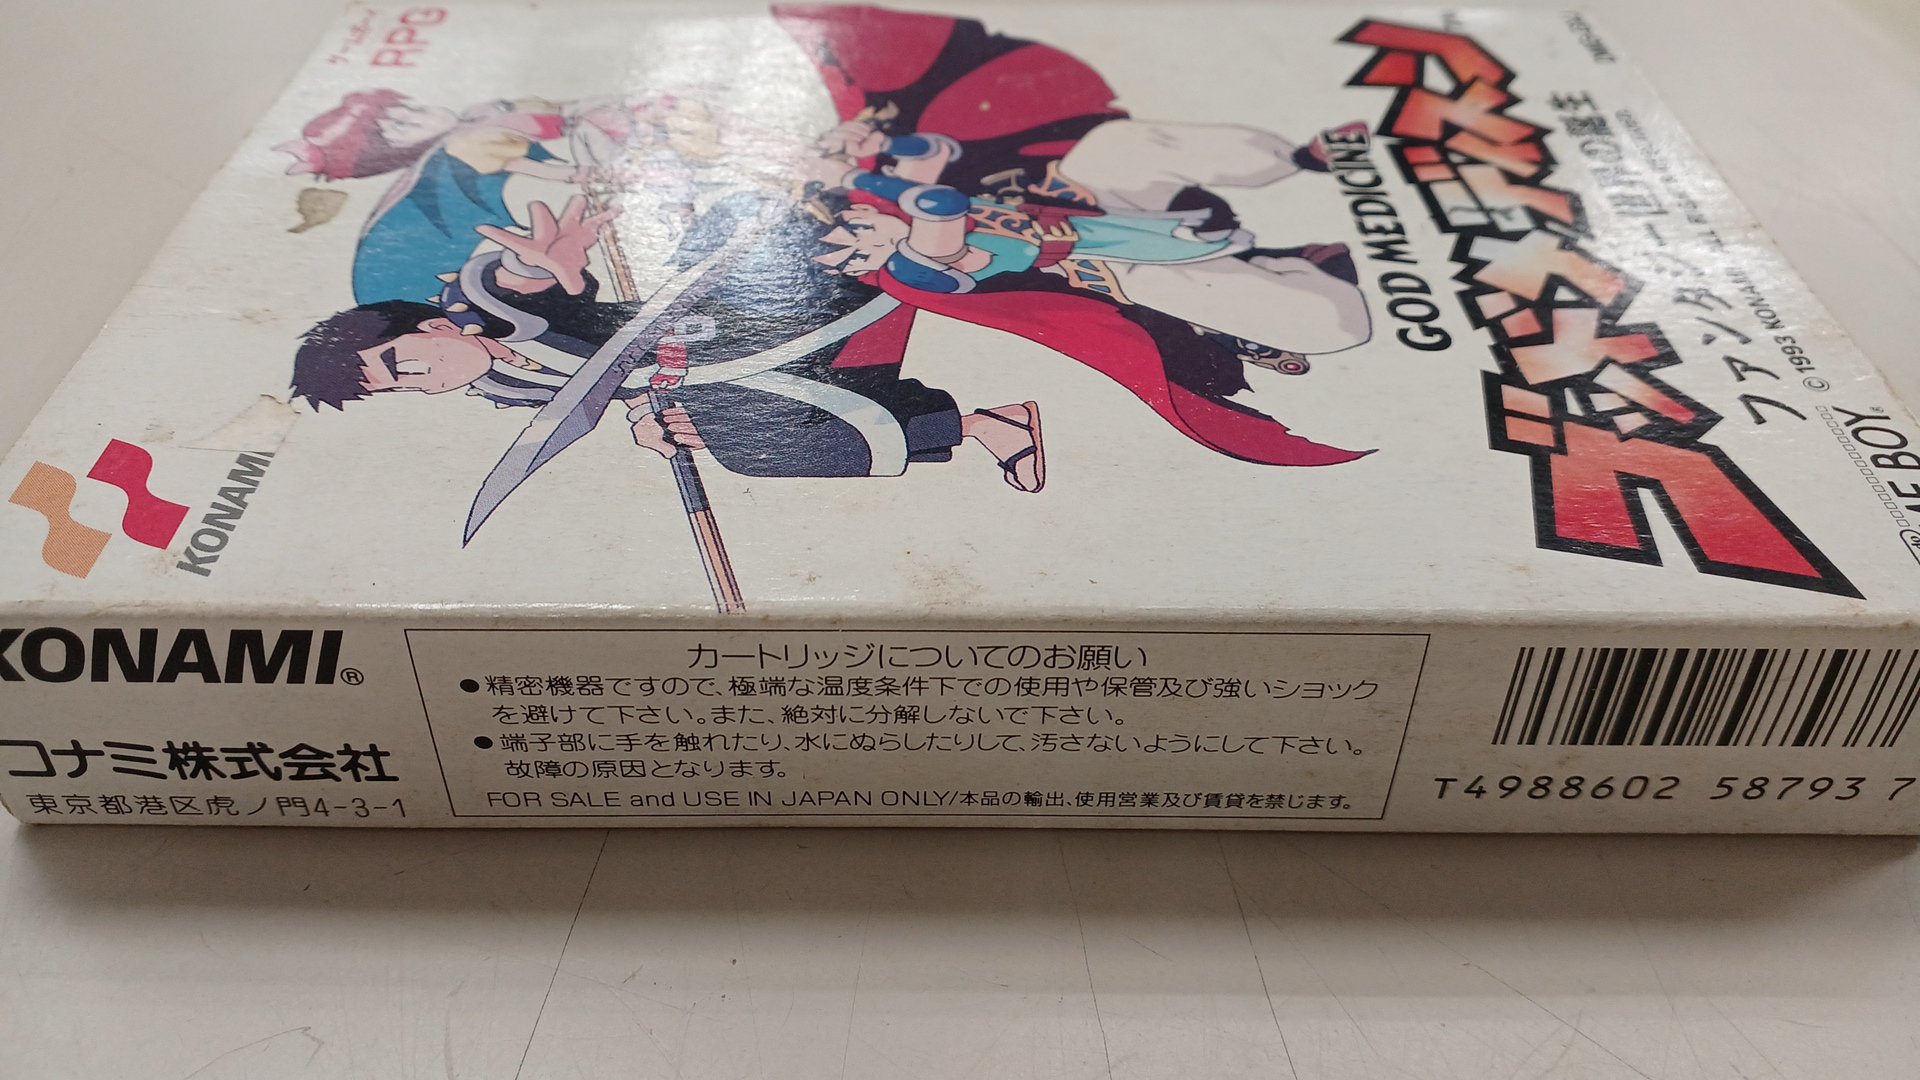 ゲームボーイ
RPG
GOD MEDICINE
ゴッドメディスン
ファンタジー世界の誕生
© 1993 KONAMI ALL RIGHTS RESERVED.
BOY
KONAMI
KONAMI®
コナミ株式会社
東京都港区虎ノ門4-3-1
カートリッジについてのお願い
●精密機器ですので、極端な温度条件下での使用や保管及び強いショック
を避けて下さい。また、絶対に分解しないで下さい。
●端子部に手を触れたり、水にぬらしたりして、汚さないようにして下さい。
故障の原因となります。
FOR SALE and USE IN JAPAN ONLY/本品の輸出、使用営業及び賃貸を禁じます。
T4988602 58793 7